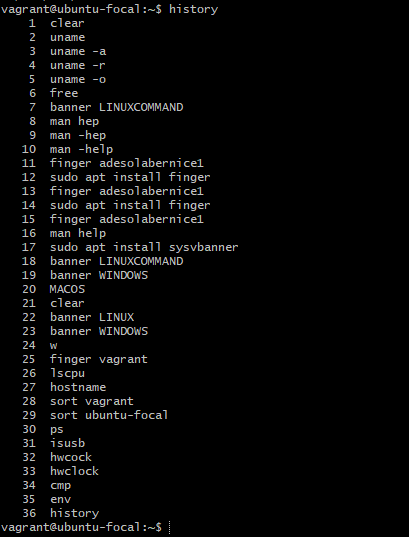 vagrant@ubuntu-focal:~$ history
1 clear
2 uname
3 uname -a
4 uname -r
5 uname -o
6 free
7 banner LINUXCOMMAND
8 man hep
9 man -hep
10 man -help
11 finger adesolabernice1
12 sudo apt install finger
13 finger adesolabernice1
14 sudo apt install finger
15 finger adesolabernice1
16 man help
17 sudo apt install sysvbanner
18 banner LINUXCOMMAND
19 banner WINDOWS
20 MACOS
21 clear
22 banner LINUX
23 banner WINDOWS
24 w
25 finger vagrant
26 lscpu
27 hostname
28 sort vagrant
29 sort ubuntu-focal
30 ps
31 isusb
32 hwcock
33 hwclock
34 cmp
35 env
36 history
vagrant@ubuntu-focal:~$